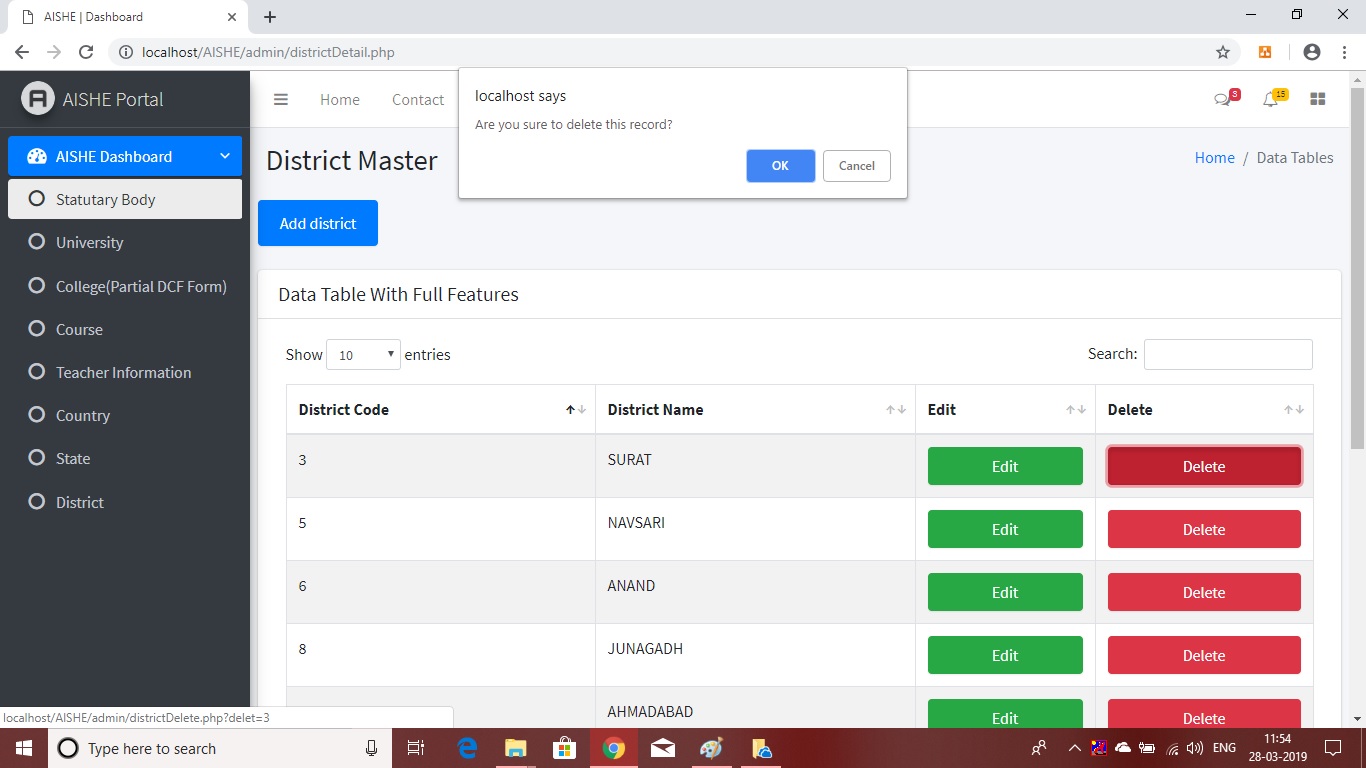 AISHE | Dashboard
localhost/AISHE/admin/districtDetail.php
AISHE Portal
Home Contact
localhost says
Are you sure to delete this record?
OK Cancel
3 15
AISHE Dashboard
Statutary Body
University
College(Partial DCF Form)
Course
Teacher Information
Country
State
District
District Master
Home / Data Tables
Add district
Data Table With Full Features
Show 10 entries
Search:
District Code District Name Edit Delete
3 SURAT Edit Delete
5 NAVSARI Edit Delete
6 ANAND Edit Delete
8 JUNAGADH Edit Delete
AHMADABAD Edit Delete
localhost/AISHE/admin/districtDelete.php?delet=3
Type here to search
ENG
11:54
28-03-2019